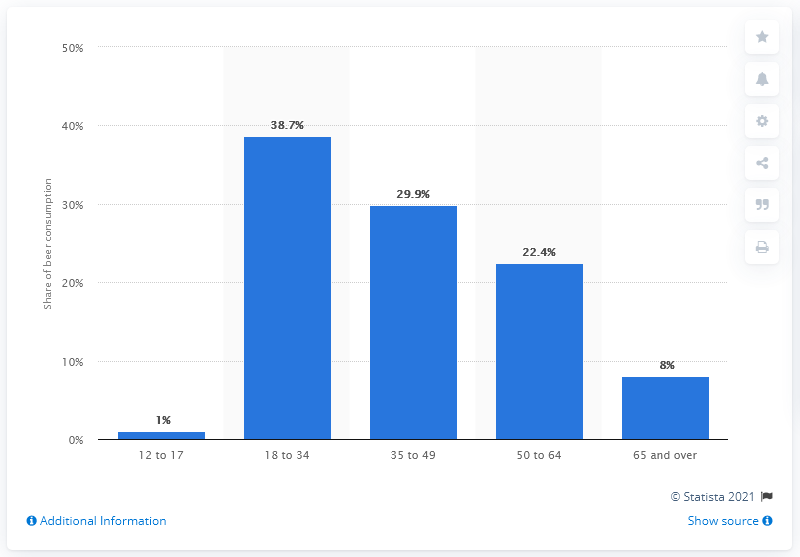 50%
40%
30%
20%
10%
0%
Share of beer consumption
1%
38.7%
29.9%
22.4%
8%
12 to 17
18 to 34
35 to 49
50 to 64
65 and over
© Statista 2021
Additional Information
Show source